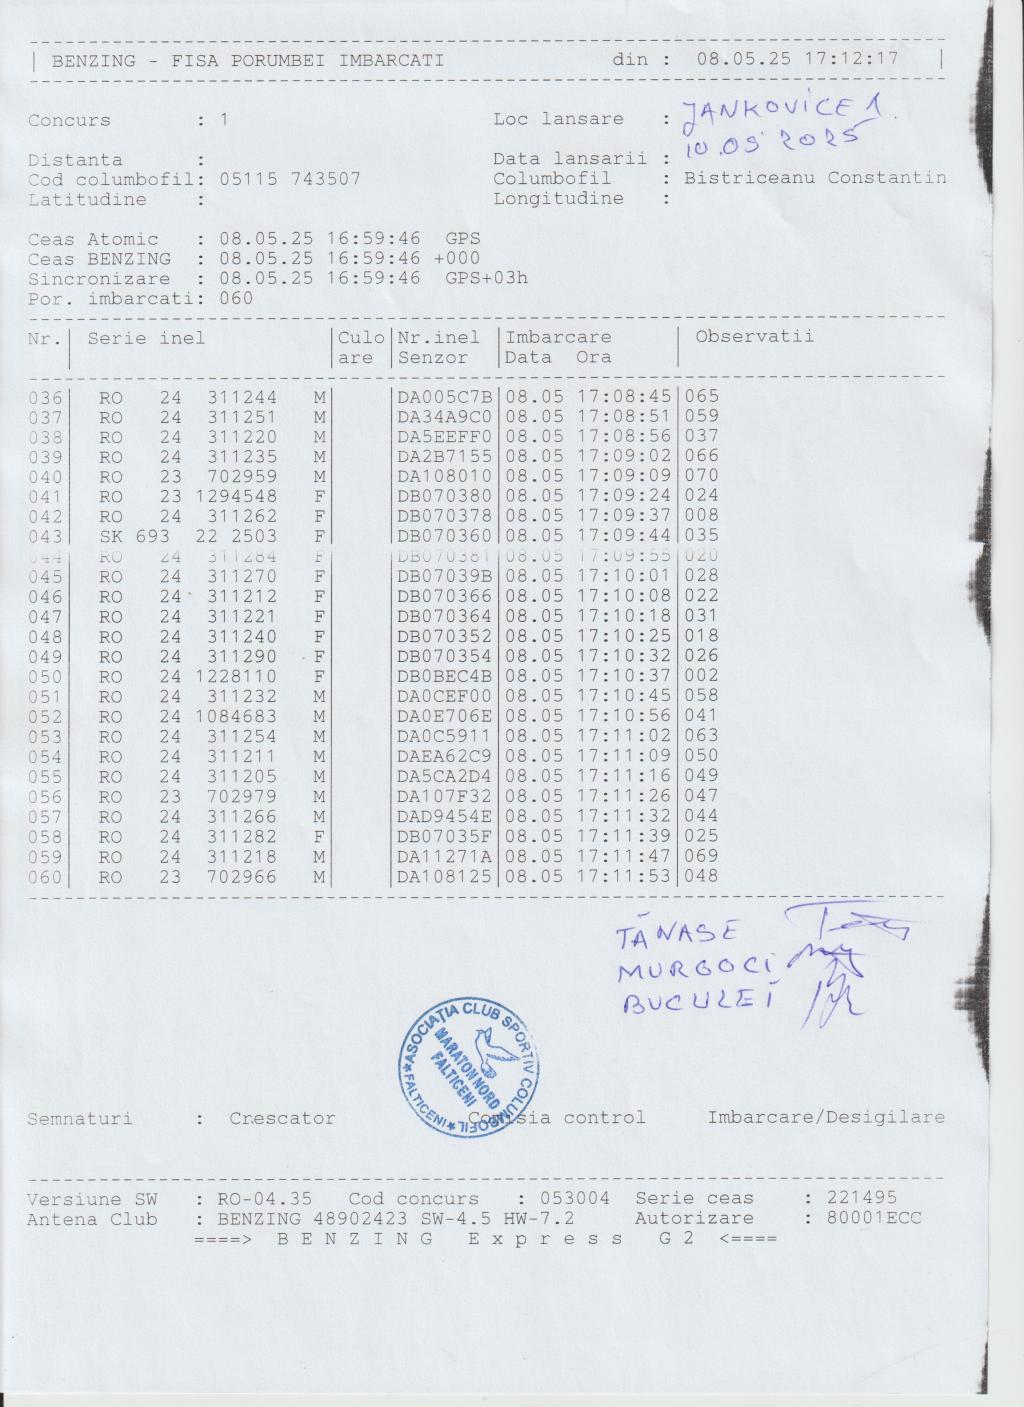 | BENZING - FISA PORUMBEI IMBARCATI din : 08.05.25 17:12:17 |
Concurs : 1 Loc lansare : JANKOVICE 1
Distanta : Data lansarii : 10.05 2025
Cod columbofil: 05115 743507 Columbofil : Bistriceanu Constantin
Latitudine : Longitudine :
Ceas Atomic : 08.05.25 16:59:46 GPS
Ceas BENZING : 08.05.25 16:59:46 +000
Sincronizare : 08.05.25 16:59:46 GPS+03h
Por. imbarcati: 060
Nr.| Serie inel |Culo|Nr.inel |Imbarcare | Observatii
| |are |Senzor |Data Ora |
036| RO 24 311244 M| |DA005C7B|08.05 17:08:45|065
037| RO 24 311251 M| |DA34A9C0|08.05 17:08:51|059
038| RO 24 311220 M| |DA5EEFF0|08.05 17:08:56|037
039| RO 24 311235 M| |DA2B7155|08.05 17:09:02|066
040| RO 23 702959 M| |DA108010|08.05 17:09:09|070
041| RO 23 1294548 F| |DB070380|08.05 17:09:24|024
042| RO 24 311262 F| |DB070378|08.05 17:09:37|008
043| SK 693 22 2503 F| |DB070360|08.05 17:09:44|035
044| RO 24 311284 F| |DB070381|08.05 17:09:55|020
045| RO 24 311270 F| |DB07039B|08.05 17:10:01|028
046| RO 24 311212 F| |DB070366|08.05 17:10:08|022
047| RO 24 311221 F| |DB070364|08.05 17:10:18|031
048| RO 24 311240 F| |DB070352|08.05 17:10:25|018
049| RO 24 311290 F| |DB070354|08.05 17:10:32|026
050| RO 24 1228110 F| |DB0BEC4B|08.05 17:10:37|002
051| RO 24 311232 M| |DA0CEF00|08.05 17:10:45|058
052| RO 24 1084683 M| |DA0E706E|08.05 17:10:56|041
053| RO 24 311254 M| |DA0C5911|08.05 17:11:02|063
054| RO 24 311211 M| |DAEA62C9|08.05 17:11:09|050
055| RO 24 311205 M| |DA5CA2D4|08.05 17:11:16|049
056| RO 23 702979 M| |DA107F32|08.05 17:11:26|047
057| RO 24 311266 M| |DAD9454E|08.05 17:11:32|044
058| RO 24 311282 F| |DB07035F|08.05 17:11:39|025
059| RO 24 311218 M| |DA11271A|08.05 17:11:47|069
060| RO 23 702966 M| |DA108125|08.05 17:11:53|048
TĂNASE
MURGOCI
BUCULEI
ASOCIAȚIA CLUB SPORTIV COLUMBOFIL
MARATON NORD
FALTICENI
*FALTICENI*
Semnaturi : Crescator Comisia control Imbarcare/Desigilare
Versiune SW : RO-04.35 Cod concurs : 053004 Serie ceas : 221495
Antena Club : BENZING 48902423 SW-4.5 HW-7.2 Autorizare : 80001ECC
====> B E N Z I N G E x p r e s s G 2 <====